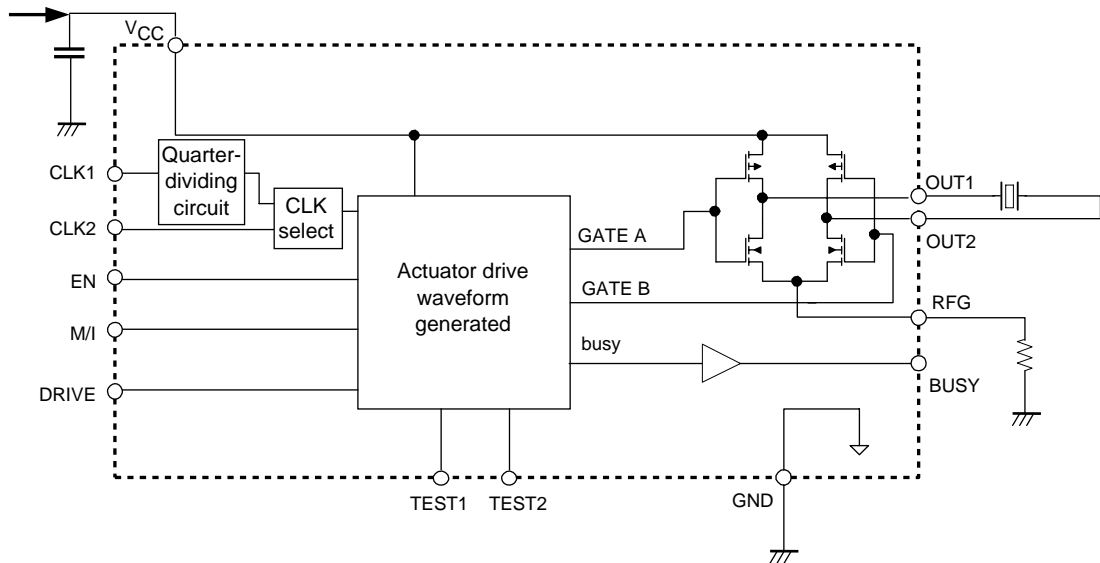 VCC
CLK1
Quarter-
dividing
circuit
CLK2
CLK
select
EN
M/I
DRIVE
Actuator drive
waveform
generated
GATE A
GATE B
busy
OUT1
OUT2
RFG
BUSY
TEST1
TEST2
GND